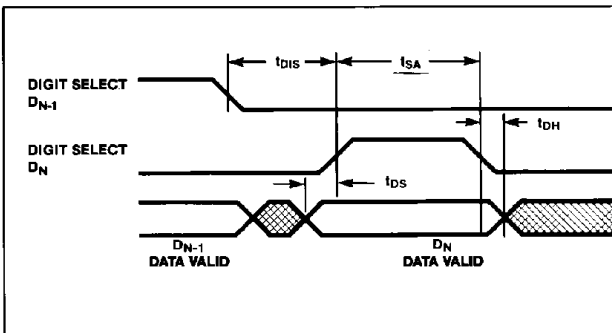 tDIS
tSA
DIGIT SELECT
DN-1
tDH
DIGIT SELECT
DN
tDS
DN-1
DATA VALID
DN
DATA VALID